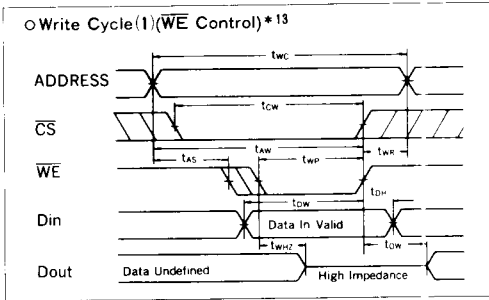 ○ Write Cycle(1)(WE Control)*13
twc
ADDRESS
tcw
CS
tAW
tAS
tWP
tWR
WE
tDH
tDW
Din
Data In Valid
tWHZ
tOW
Dout
Data Undefined
High Impedance